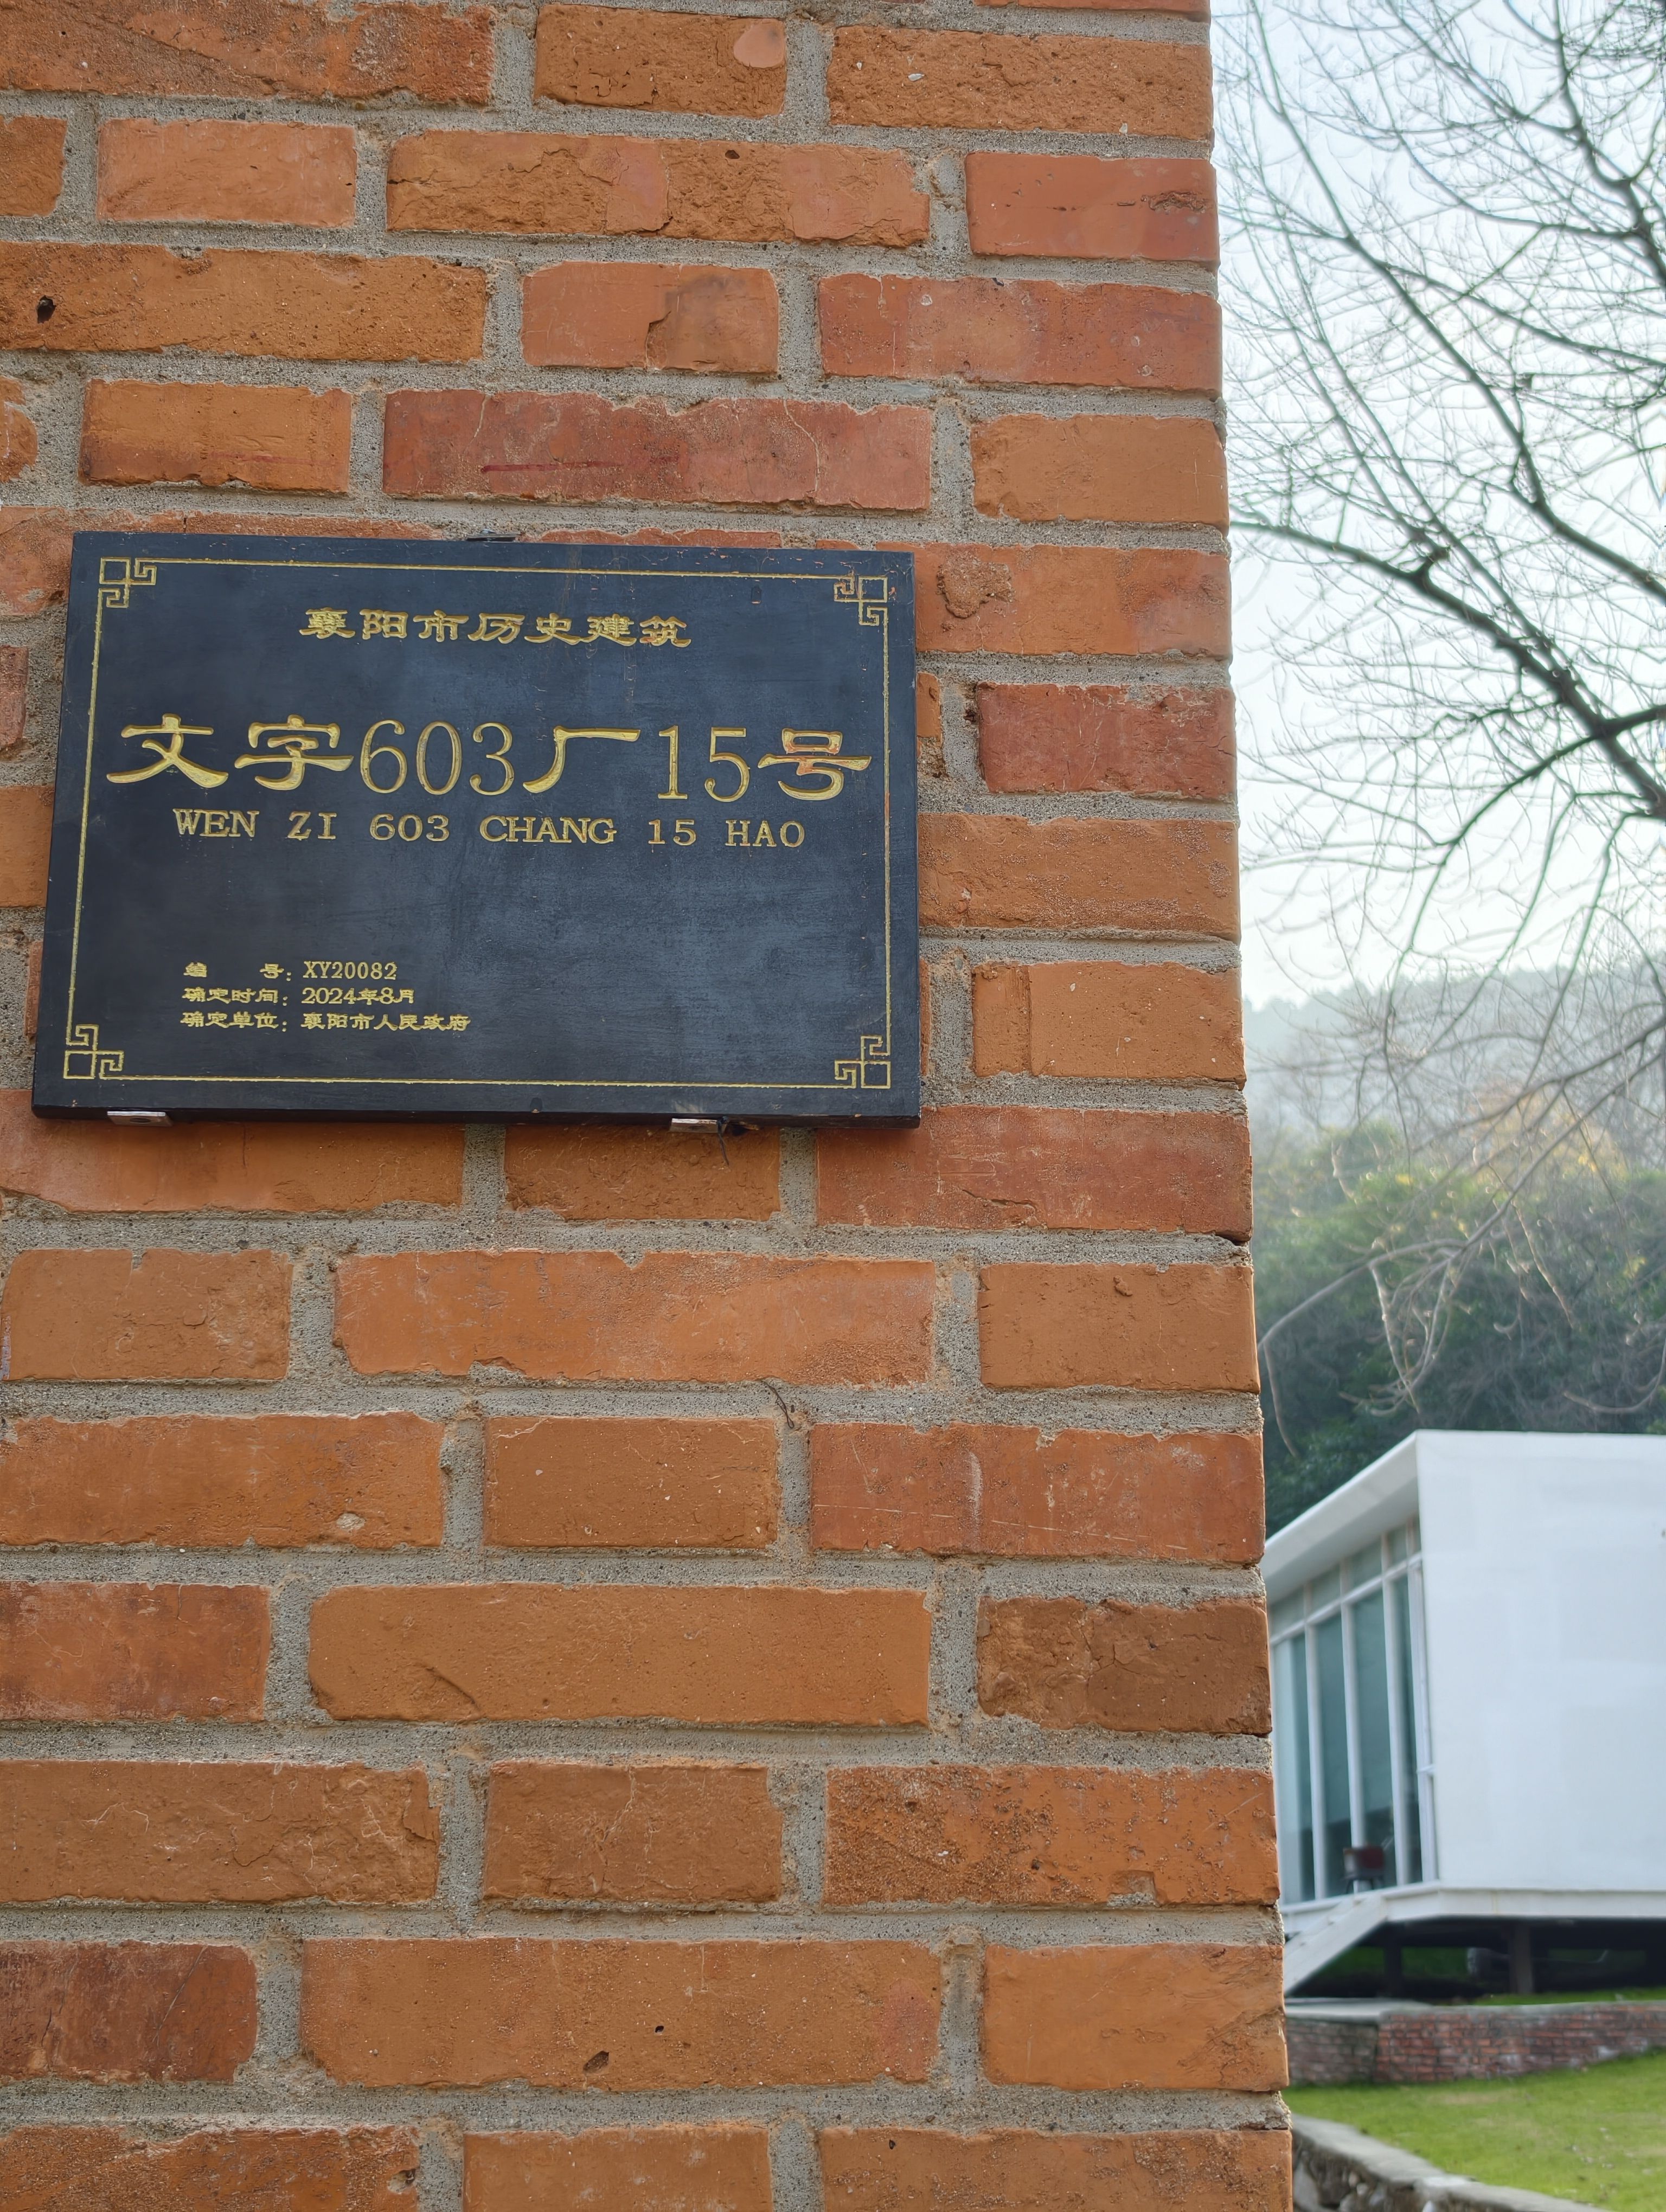 襄阳市历史建筑
文字603厂15号
WEN ZI 603 CHANG 15 HAO
编 号：XY20082
确定时间：2024年8月
确定单位：襄阳市人民政府